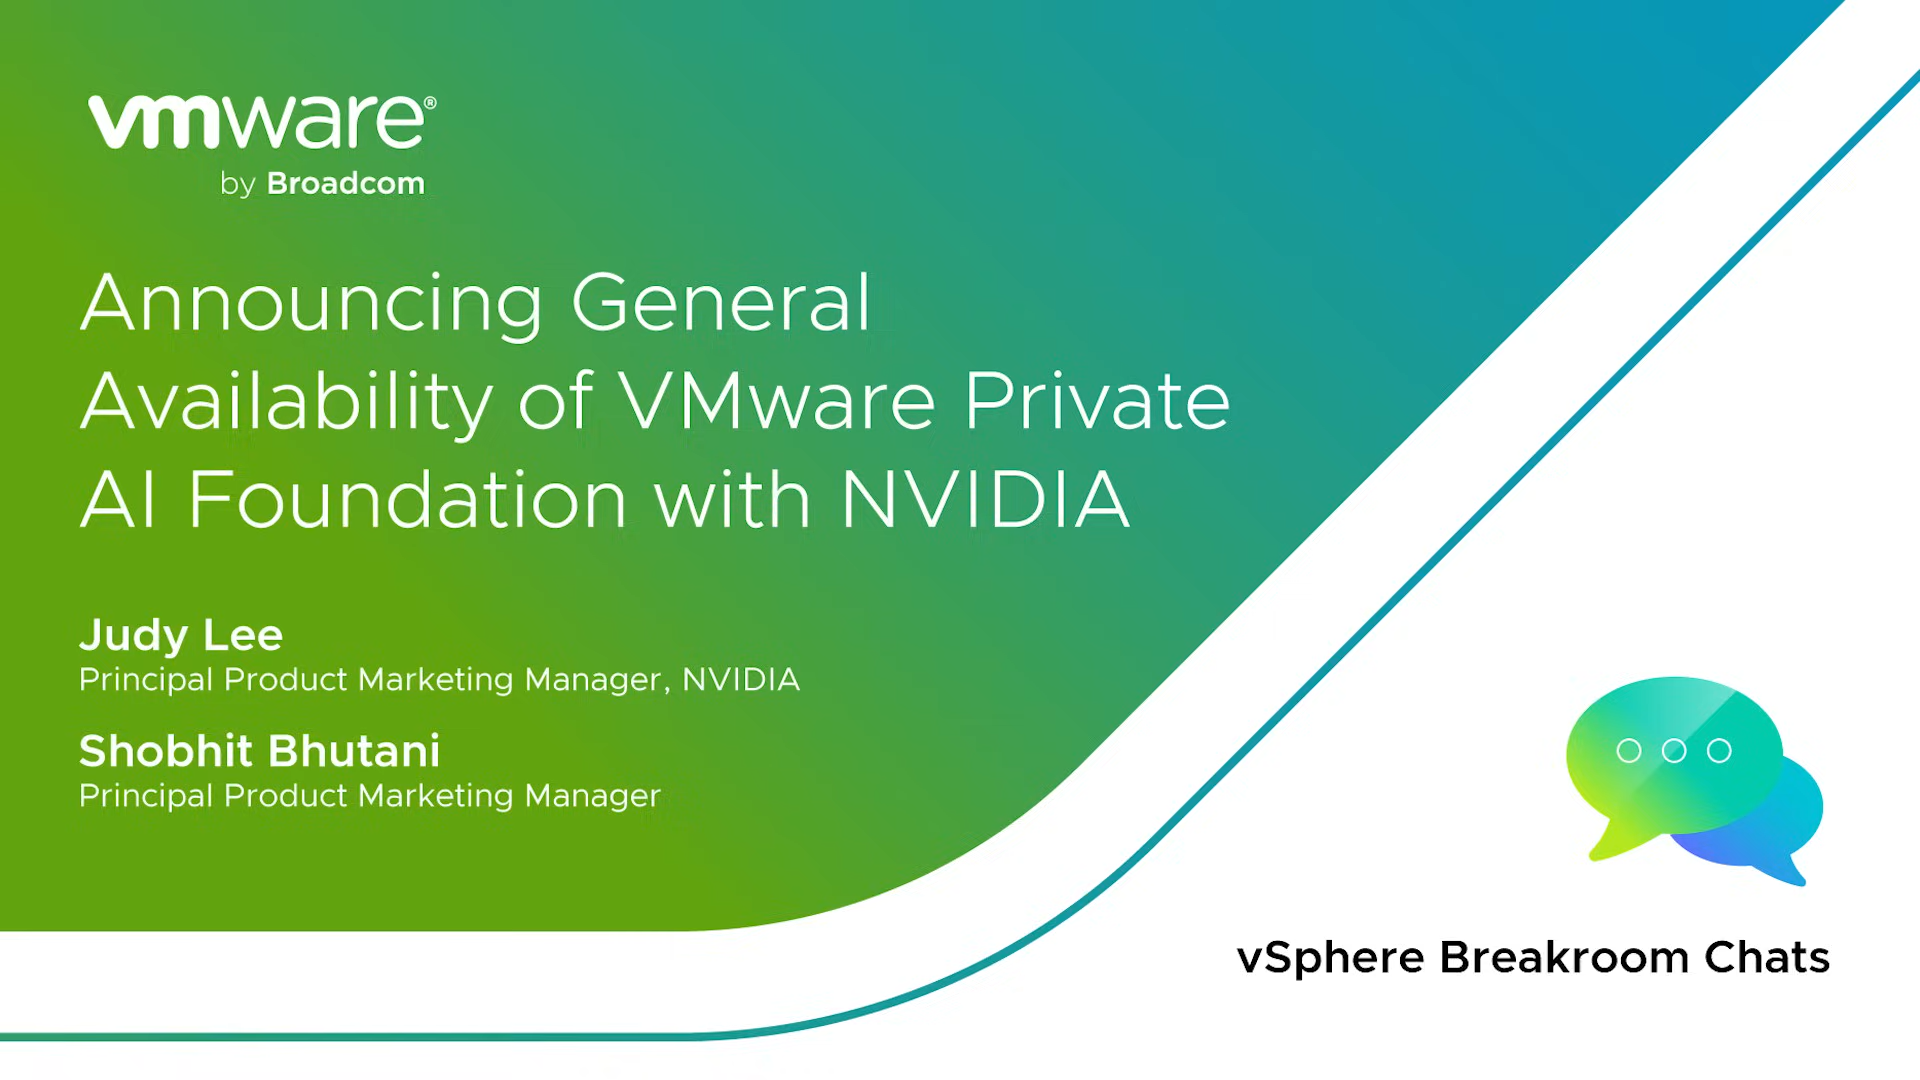 vmware®
by Broadcom
Announcing General
Availability of VMware Private
AI Foundation with NVIDIA
Judy Lee
Principal Product Marketing Manager, NVIDIA
Shobhit Bhutani
Principal Product Marketing Manager
vSphere Breakroom Chats